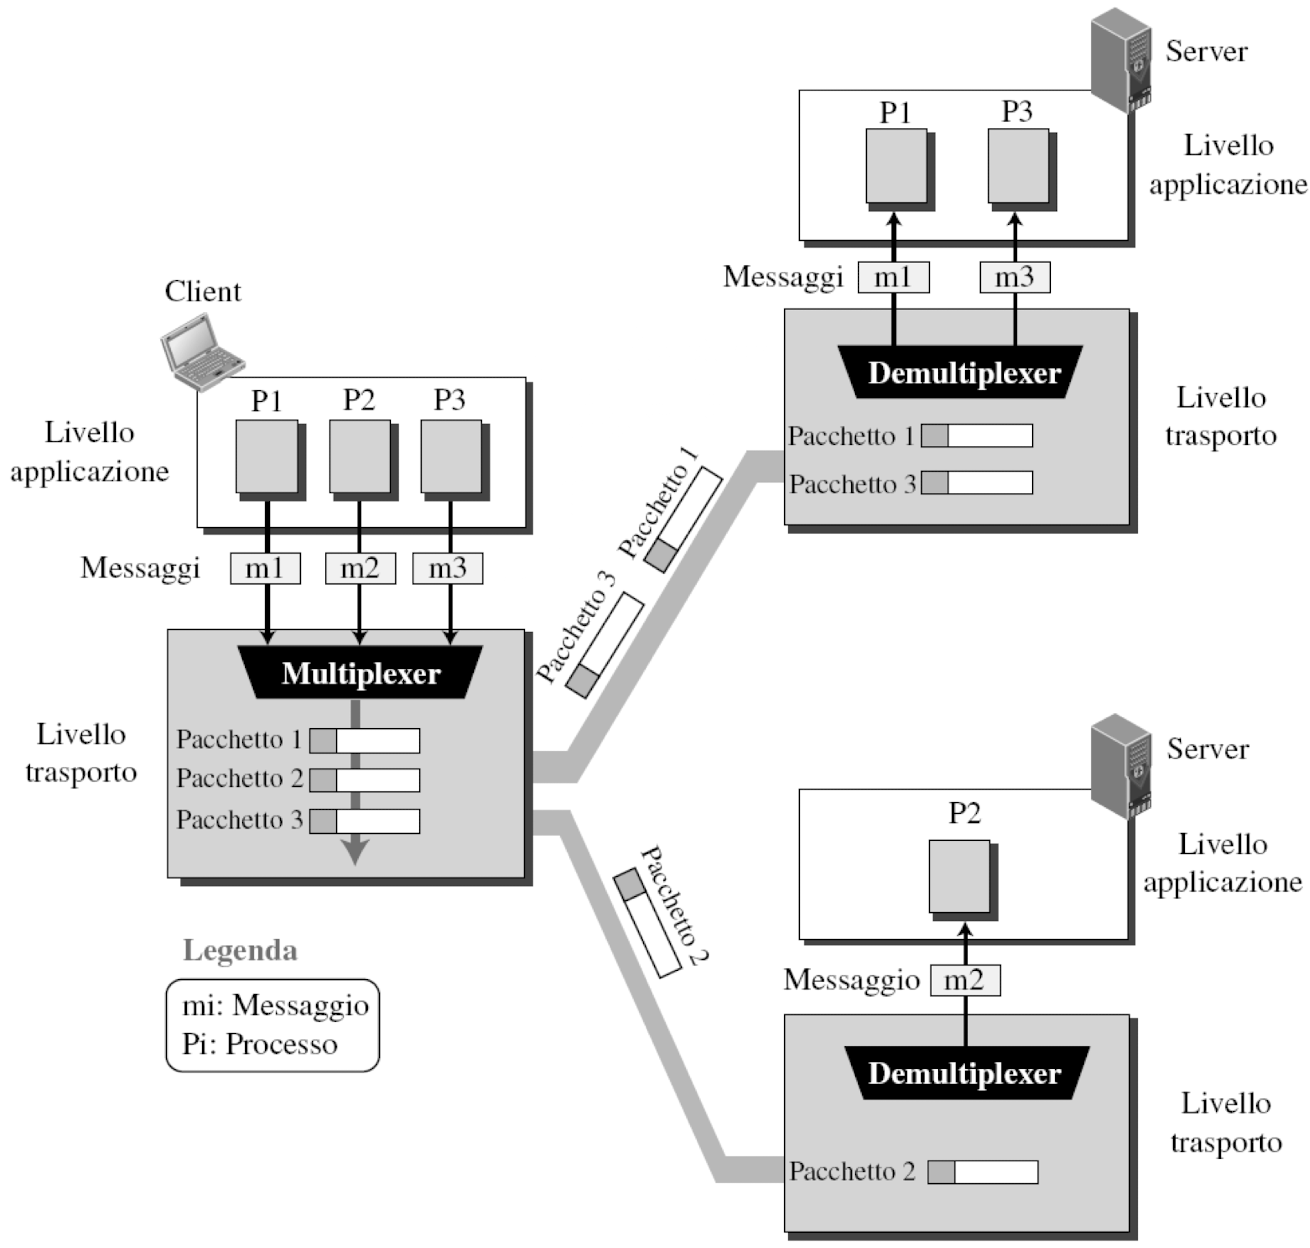 Server
P1 P3
Livello
applicazione
Messaggi m1 m3
Demultiplexer
Livello
trasporto
Pacchetto 1
Pacchetto 3
Client
P1 P2 P3
Livello
applicazione
Messaggi m1 m2 m3
Multiplexer
Livello
trasporto
Pacchetto 1
Pacchetto 2
Pacchetto 3
Pacchetto 1
Pacchetto 3
Pacchetto 2
Legenda
mi: Messaggio
Pi: Processo
Server
P2
Livello
applicazione
Messaggio m2
Demultiplexer
Livello
trasporto
Pacchetto 2